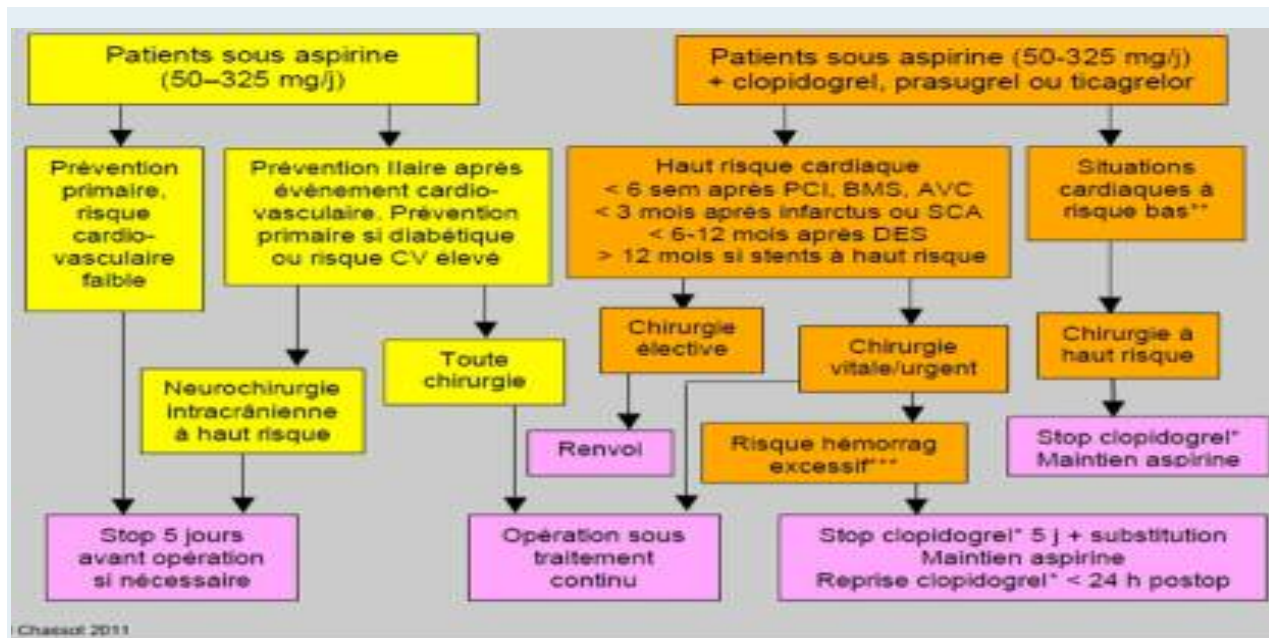 Patients sous aspirine
(50–325 mg/j)
Patients sous aspirine (50-325 mg/j)
+ clopidogrel, prasugrel ou ticagrelor
Prévention
primaire,
risque
cardio-
vasculaire
faible
Prévention IIaire après
évènement cardio-
vasculaire. Prévention
primaire si diabétique
ou risque CV élevé
Haut risque cardiaque
< 6 sem après PCI, BMS, AVC
< 3 mois après infarctus ou SCA
< 6-12 mois après DES
> 12 mois si stents à haut risque
Situations
cardiaques à
risque bas**
Neurochirurgie
intracrânienne
à haut risque
Toute
chirurgie
Chirurgie
élective
Chirurgie
vitale/urgent
Chirurgie à
haut risque
Renvoi
Risque hémorrag
excessif***
Stop clopidogrel*
Maintien aspirine
Stop 5 jours
avant opération
si nécessaire
Opération sous
traitement
continu
Stop clopidogrel* 5 j + substitution
Maintien aspirine
Reprise clopidogrel* < 24 h postop
Chassot 2011